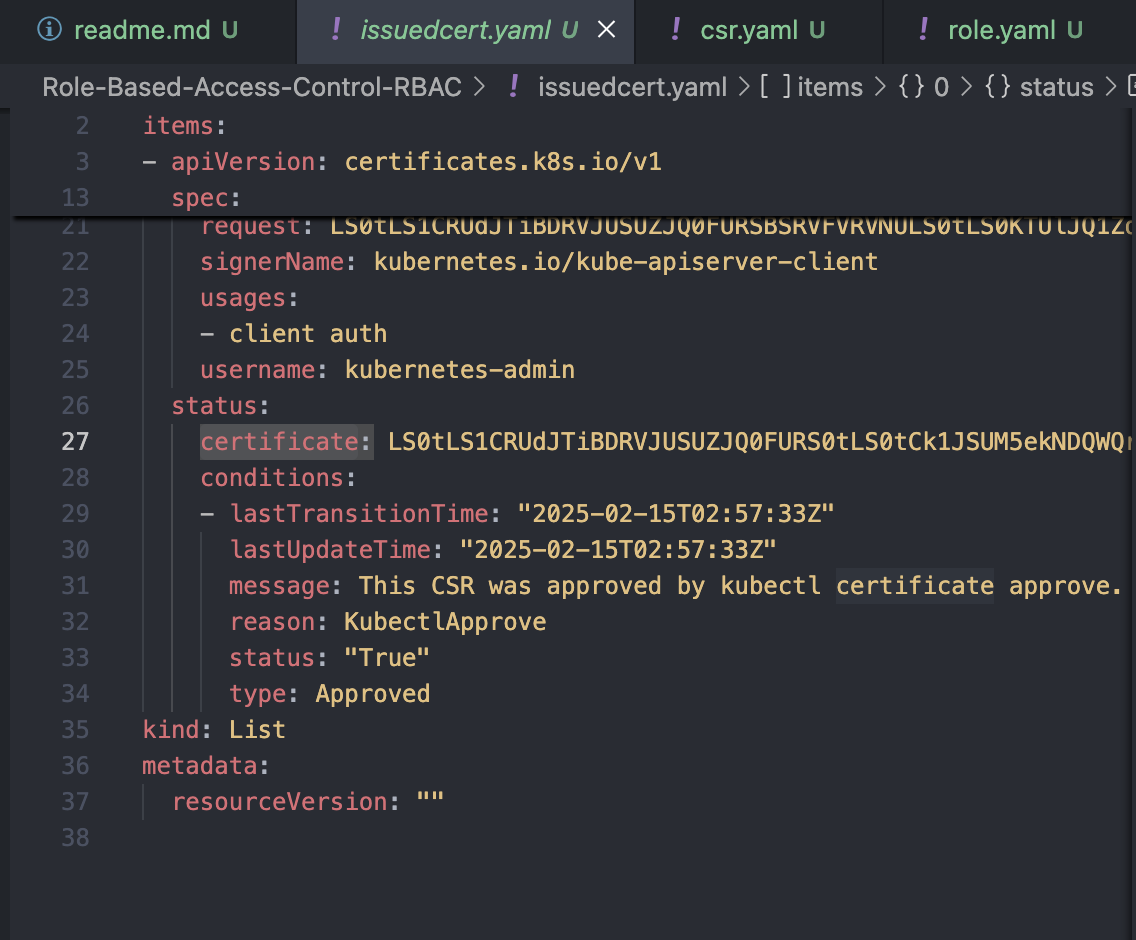 readme.md U ! issuedcert.yaml U × ! csr.yaml U ! role.yaml U
Role-Based-Access-Control-RBAC > ! issuedcert.yaml > [ ] items > {} 0 > {} status >
2 items:
3 - apiVersion: certificates.k8s.io/v1
13 spec:
21 request:
22 signerName: kubernetes.io/kube-apiserver-client
23 usages:
24 - client auth
25 username: kubernetes-admin
26 status:
27 certificate: LS0tLS1CRUdJTiBDRVJUSUZJQ0FURS0tLS0tCk1JSUM5ekNDQWQr
28 conditions:
29 - lastTransitionTime: "2025-02-15T02:57:33Z"
30 lastUpdateTime: "2025-02-15T02:57:33Z"
31 message: This CSR was approved by kubectl certificate approve.
32 reason: KubectlApprove
33 status: "True"
34 type: Approved
35 kind: List
36 metadata:
37 resourceVersion: ""
38